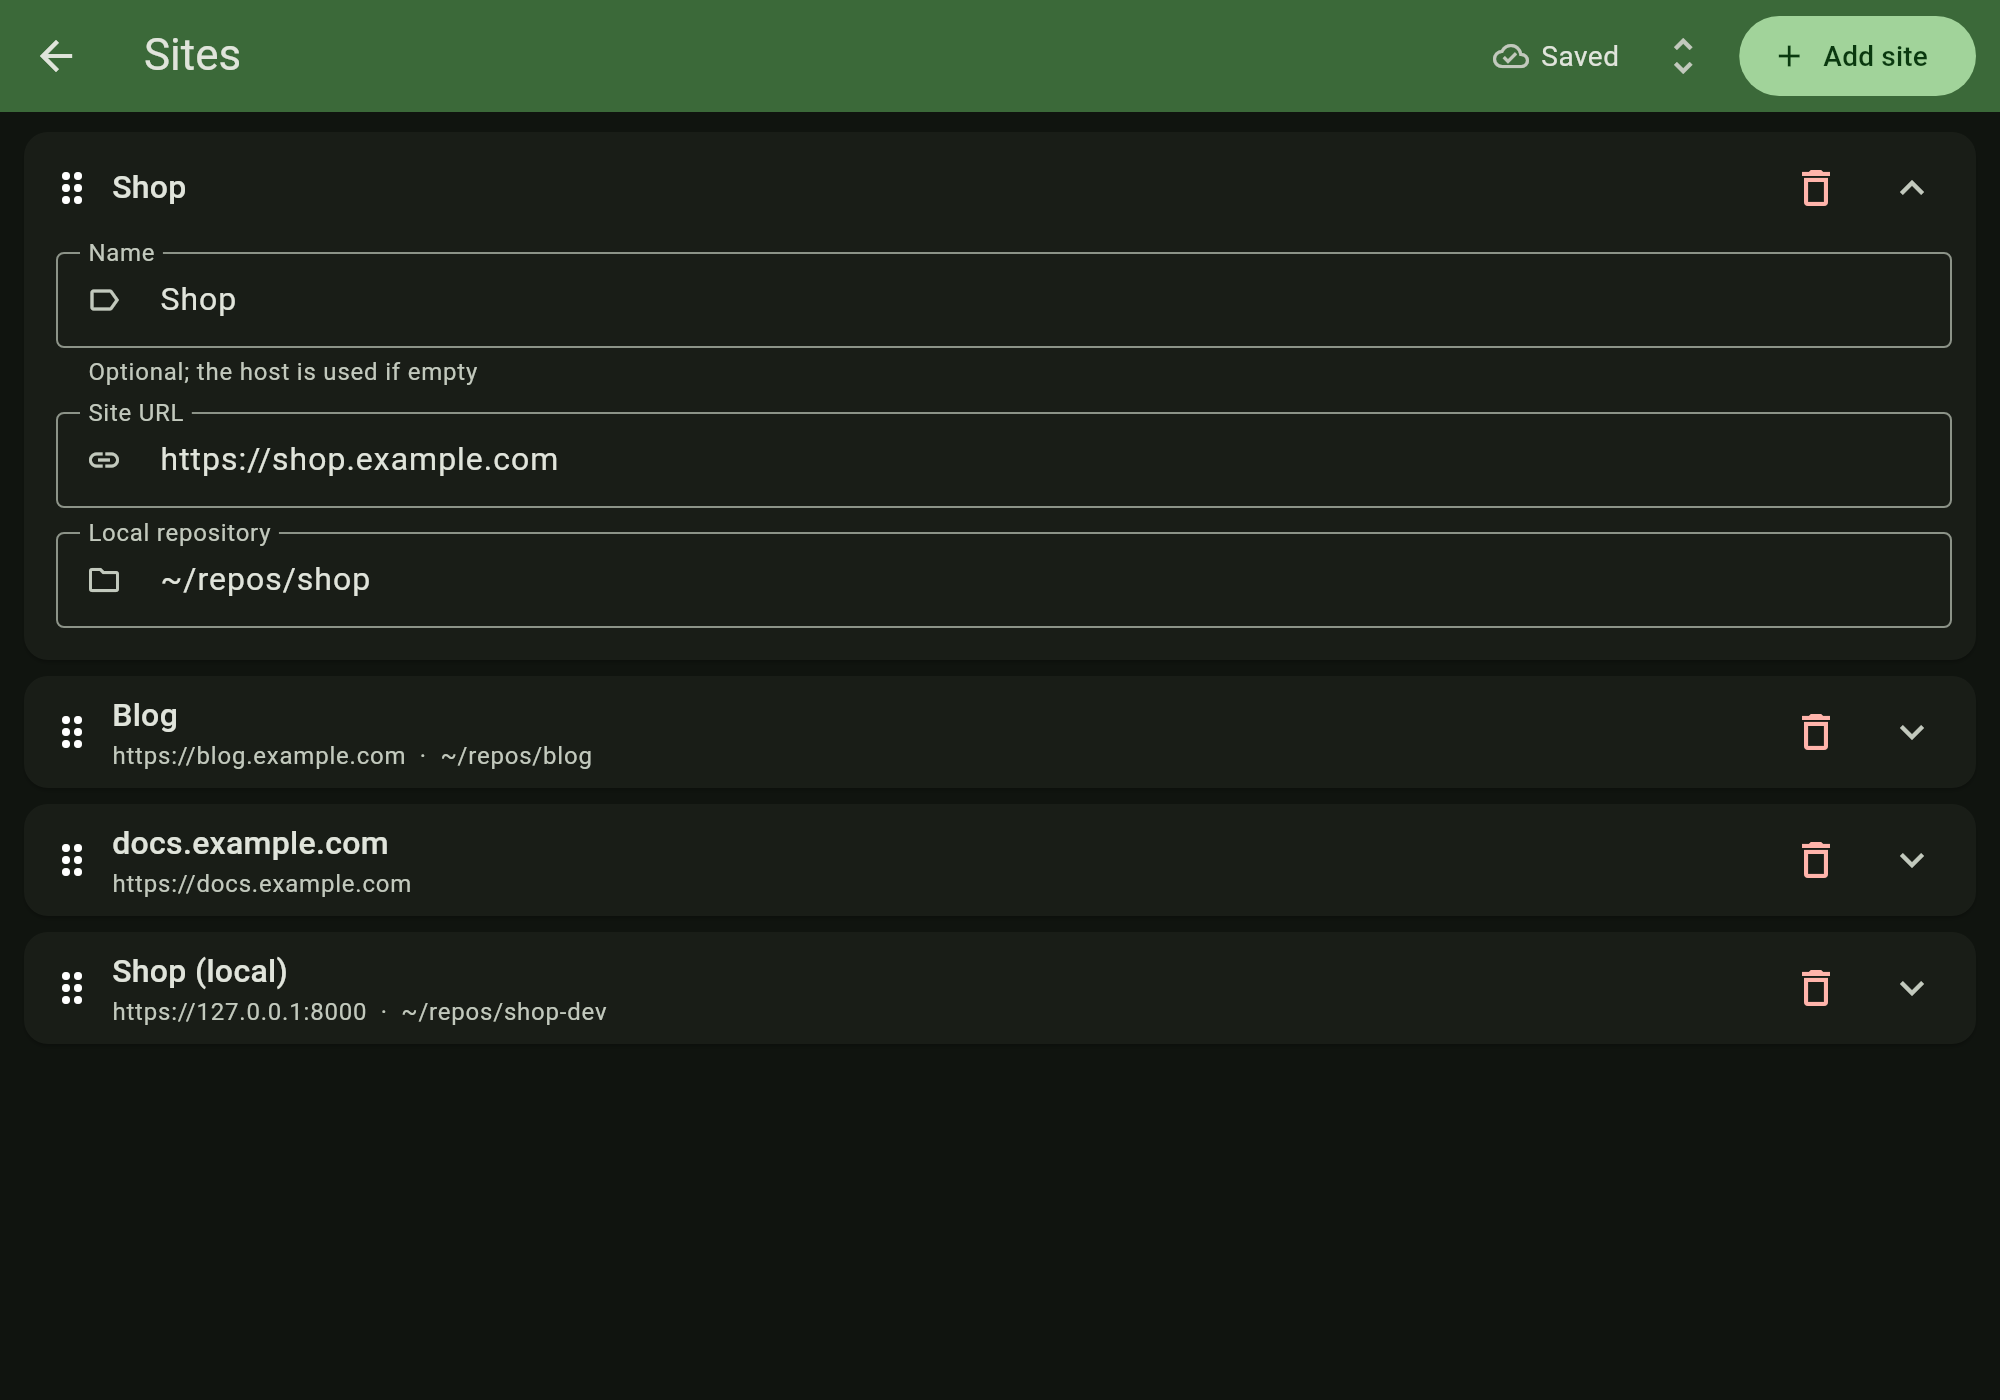 Sites
Saved
Add site
Shop
Name
Shop
Optional; the host is used if empty
Site URL
https://shop.example.com
Local repository
~/repos/shop
Blog
https://blog.example.com · ~/repos/blog
docs.example.com
https://docs.example.com
Shop (local)
https://127.0.0.1:8000 · ~/repos/shop-dev